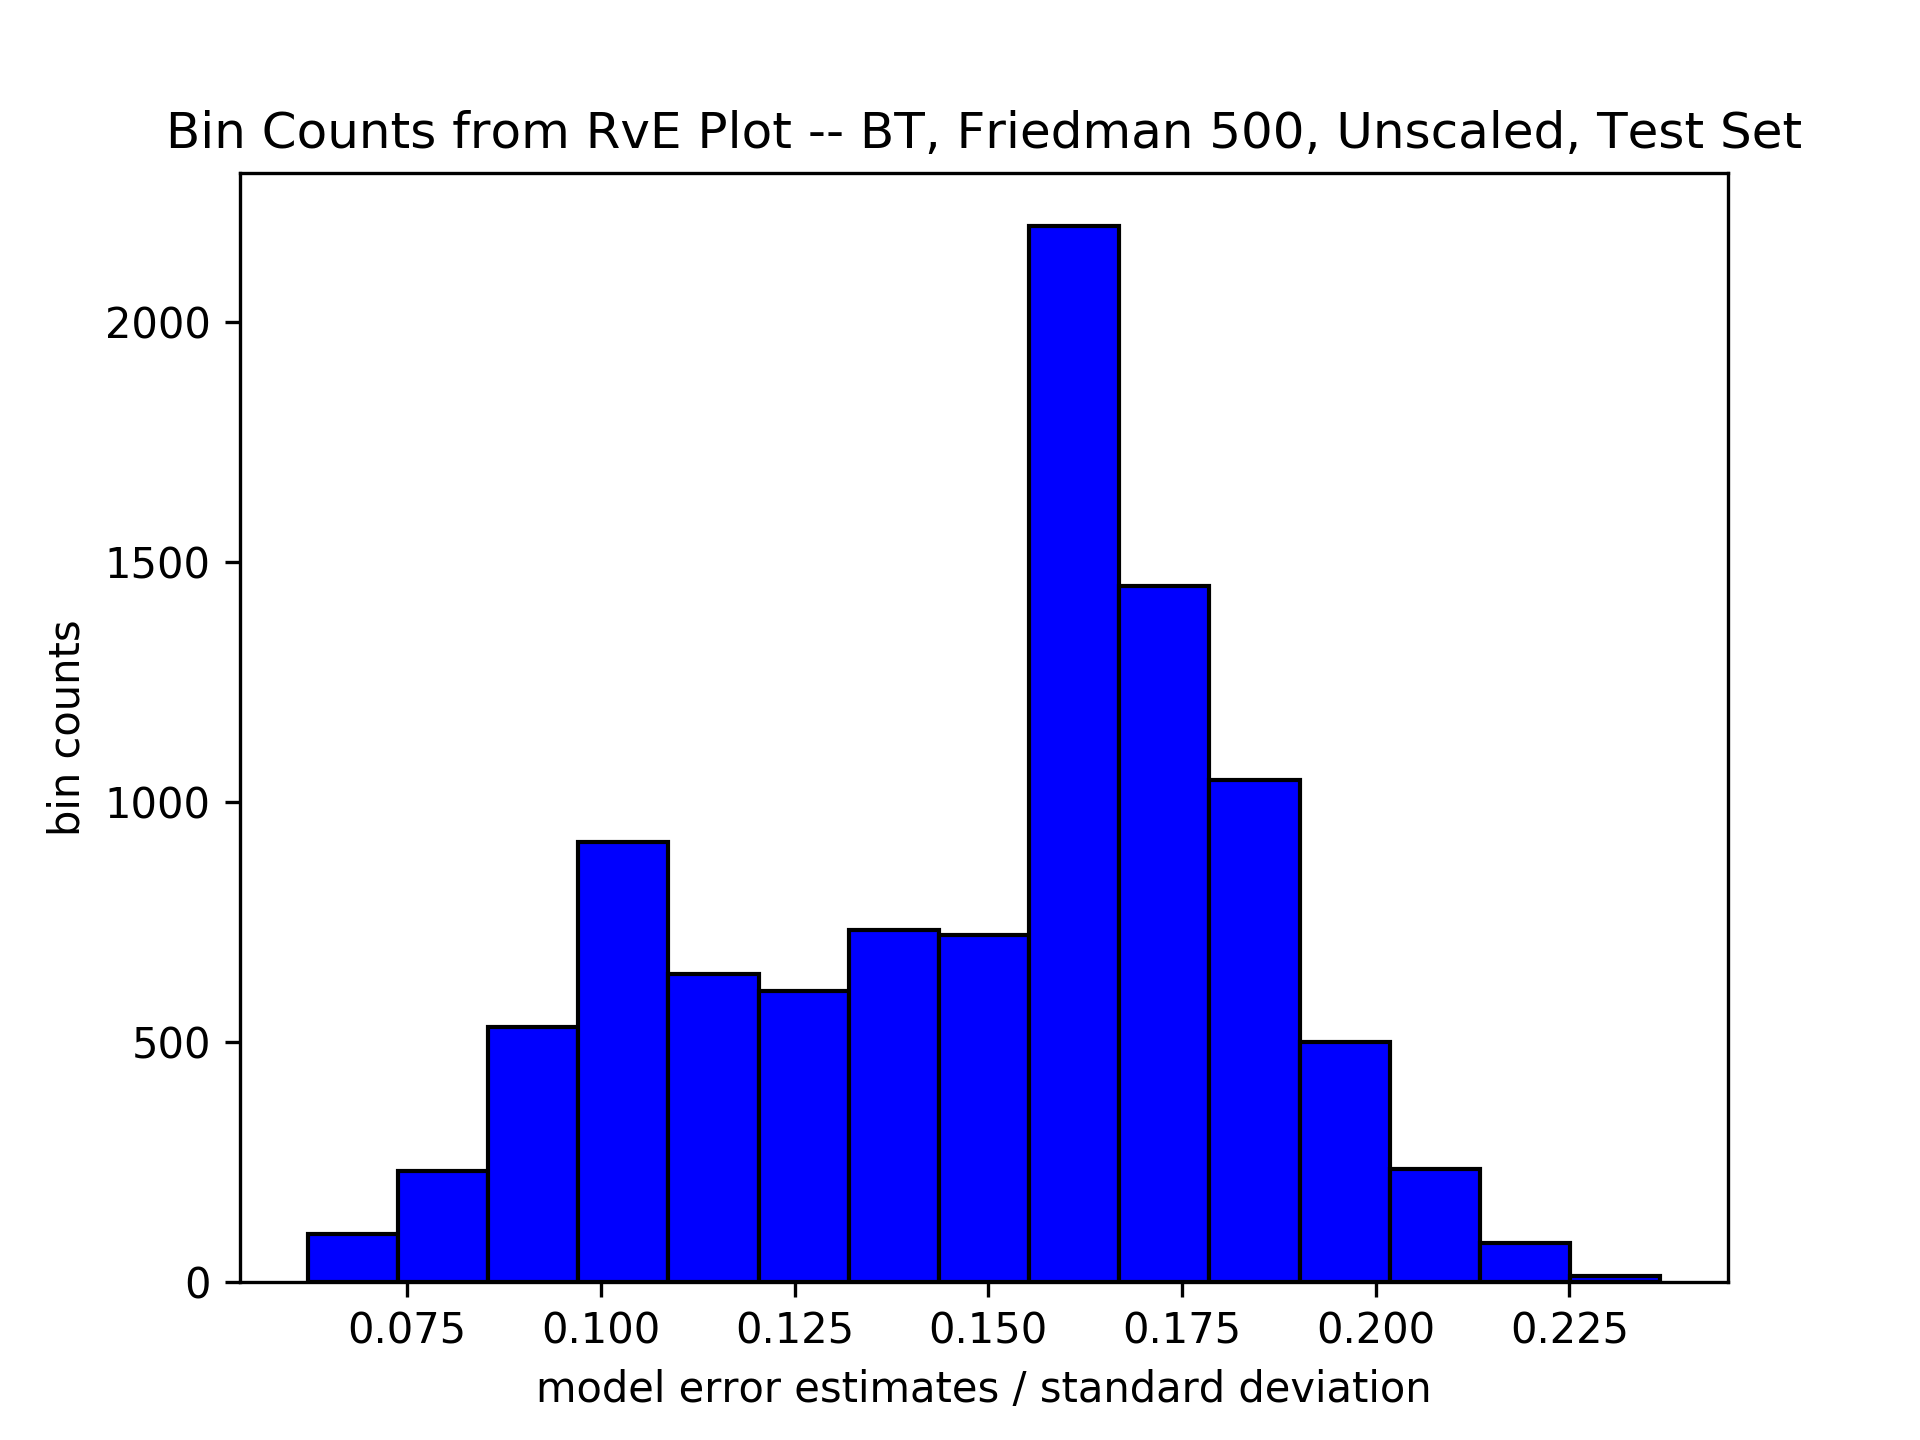 Bin Counts from RvE Plot -- BT, Friedman 500, Unscaled, Test Set
bin counts
2000
1500
1000
500
0
0.075 0.100 0.125 0.150 0.175 0.200 0.225
model error estimates / standard deviation